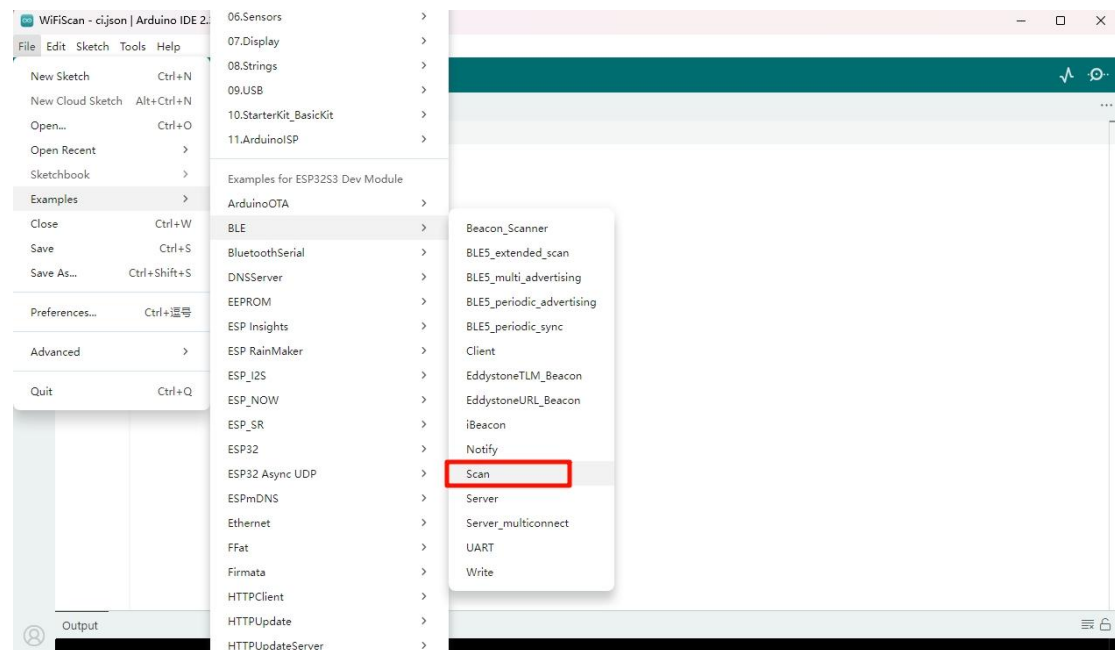 WiFiScan - ci.json | Arduino IDE 2.
File Edit Sketch Tools Help
New Sketch Ctrl+N
New Cloud Sketch Alt+Ctrl+N
Open... Ctrl+O
Open Recent
Sketchbook
Examples
Close Ctrl+W
Save Ctrl+S
Save As... Ctrl+Shift+S
Preferences... Ctrl+逗号
Advanced
Quit Ctrl+Q
06.Sensors
07.Display
08.Strings
09.USB
10.StarterKit_BasicKit
11.ArduinoISP
Examples for ESP32S3 Dev Module
ArduinoOTA
BLE
BluetoothSerial
DNSServer
EEPROM
ESP Insights
ESP RainMaker
ESP_I2S
ESP_NOW
ESP_SR
ESP32
ESP32 Async UDP
ESPmDNS
Ethernet
FFat
Firmata
HTTPClient
HTTPUpdate
HTTPUpdateServer
Beacon_Scanner
BLE5_extended_scan
BLE5_multi_advertising
BLE5_periodic_advertising
BLE5_periodic_sync
Client
EddystoneTLM_Beacon
EddystoneURL_Beacon
iBeacon
Notify
Scan
Server
Server_multiconnect
UART
Write
Output